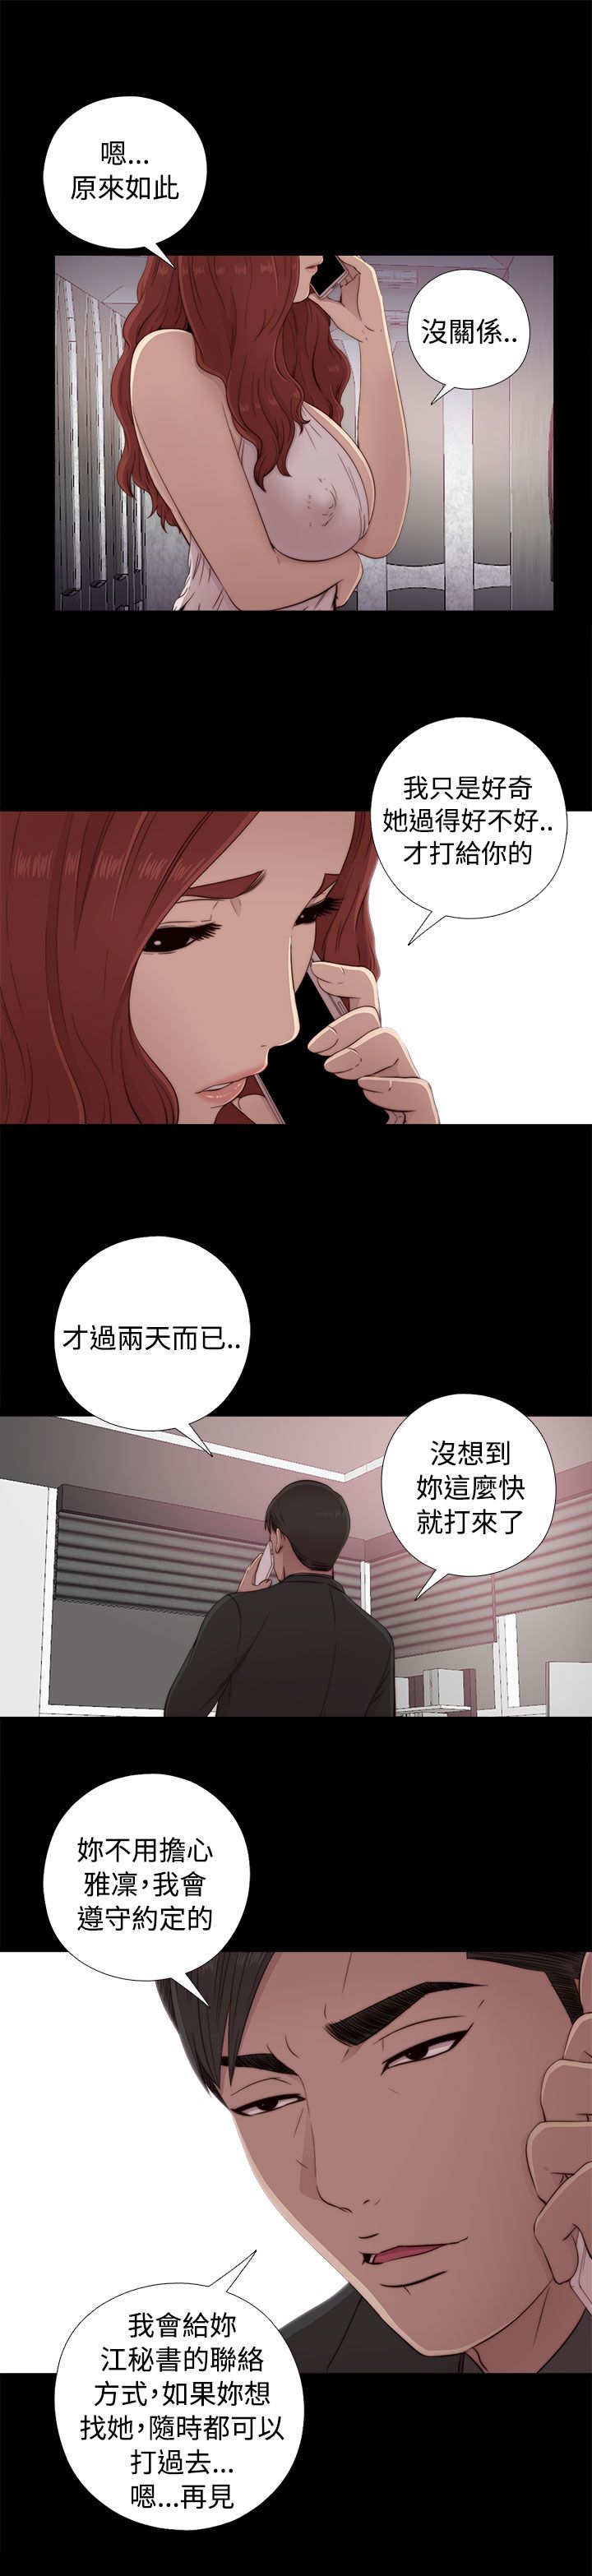 嗯...
原來如此
沒關係..
我只是好奇
她過得好不好..
才打給你的
才過兩天而已..
沒想到
妳這麼快
就打來了
妳不用擔心
雅凜,我會
遵守約定的
我會給妳
江秘書的聯絡
方式,如果妳想
找她,隨時都可以
打過去...
嗯...再見